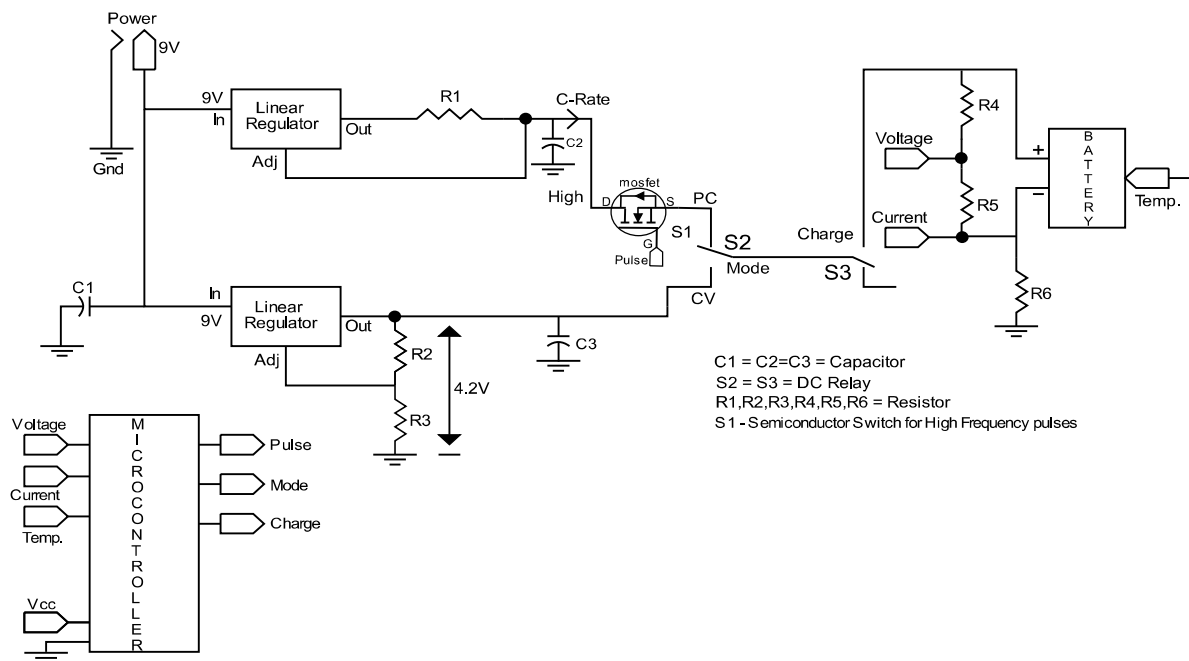 Power
9V
Gnd
9V
In
Linear
Regulator
Out
Adj
R1
C-Rate
C2
High
mosfet
D
S
G
S1
Pulse
PC
S2
Mode
CV
Charge
S3
Voltage
Current
R4
R5
R6
+
−
BATTERY
Temp.
C1
In
9V
Linear
Regulator
Out
Adj
R2
R3
4.2V
C3
C1 = C2=C3 = Capacitor
S2 = S3 = DC Relay
R1,R2,R3,R4,R5,R6 = Resistor
S1 - Semiconductor Switch for High Frequency pulses
Voltage
Current
Temp.
Vcc
MICROCONTROLLER
Pulse
Mode
Charge